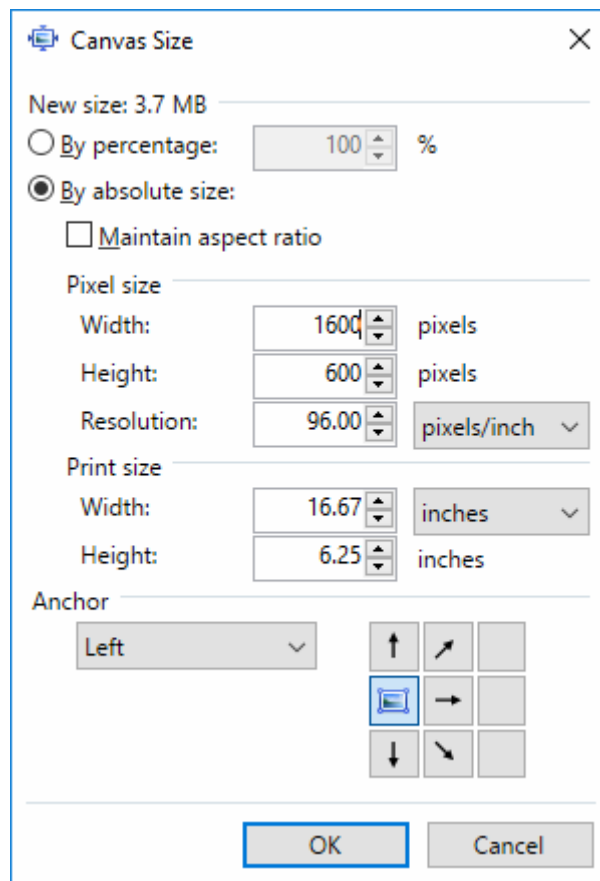 Canvas Size
New size: 3.7 MB
By percentage: 100 %
By absolute size:
Maintain aspect ratio
Pixel size
Width: 1600 pixels
Height: 600 pixels
Resolution: 96.00 pixels/inch
Print size
Width: 16.67 inches
Height: 6.25 inches
Anchor
Left
OK Cancel